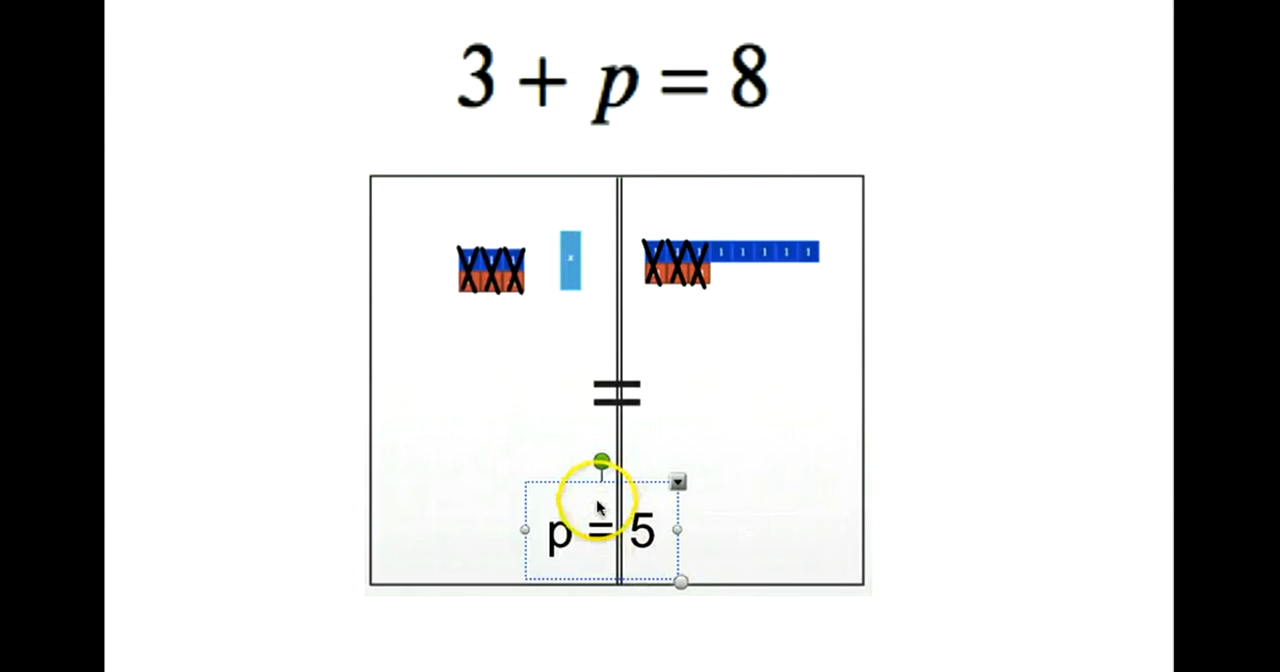 3 + p = 8
x
1 1 1 1 1
=
p = 5